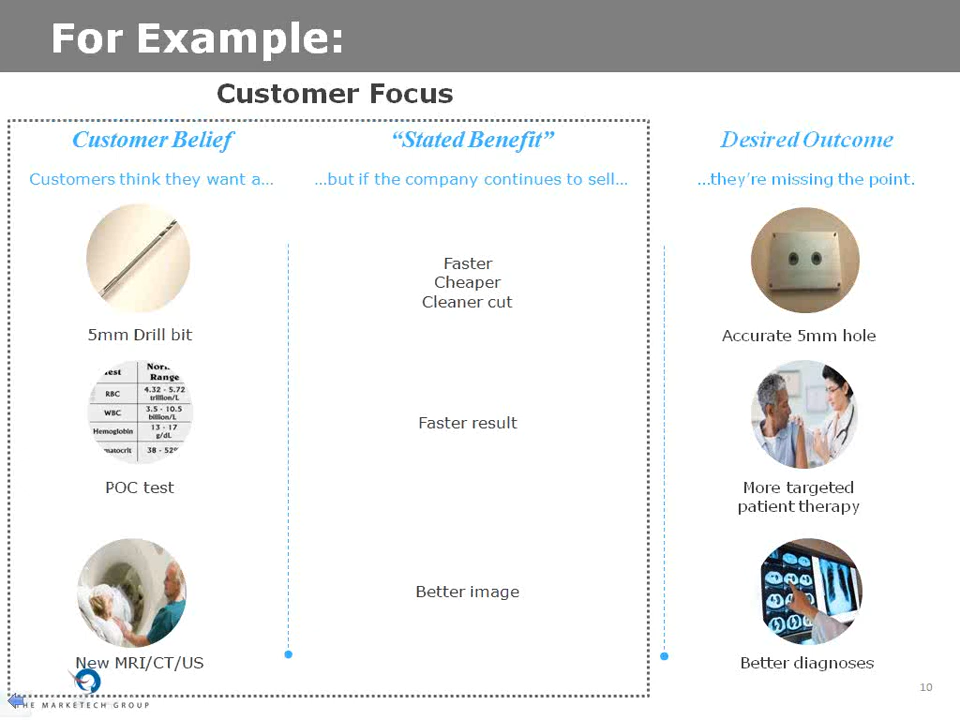 For Example:
Customer Focus
Customer Belief
“Stated Benefit”
Desired Outcome
Customers think they want a…
…but if the company continues to sell…
…they’re missing the point.
Faster
Cheaper
Cleaner cut
5mm Drill bit
Accurate 5mm hole
Range
RBC
4.32 - 5.72
trillion/L
WBC
3.5 - 10.5
billion/L
Hemoglobin
13 - 17
g/dL
38 - 52
Faster result
POC test
More targeted
patient therapy
Better image
New MRI/CT/US
Better diagnoses
THE MARKETECH GROUP
10